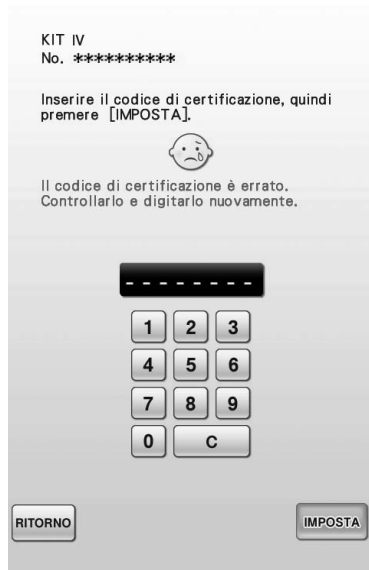 KIT IV
No. **********
Inserire il codice di certificazione, quindi
premere [IMPOSTA].
Il codice di certificazione è errato.
Controllarlo e digitarlo nuovamente.
- - - - - - - -
1 2 3
4 5 6
7 8 9
0 C
RITORNO IMPOSTA